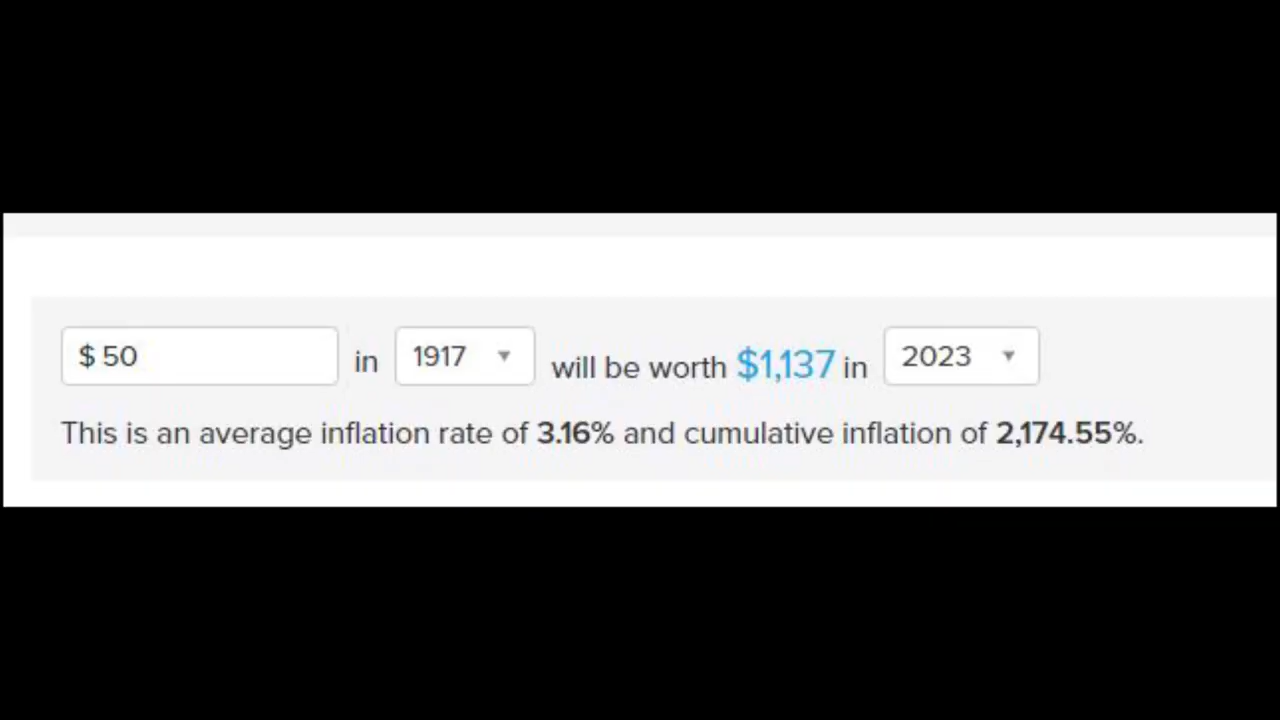 $ 50 in 1917 will be worth $1,137 in 2023
This is an average inflation rate of 3.16% and cumulative inflation of 2,174.55%.